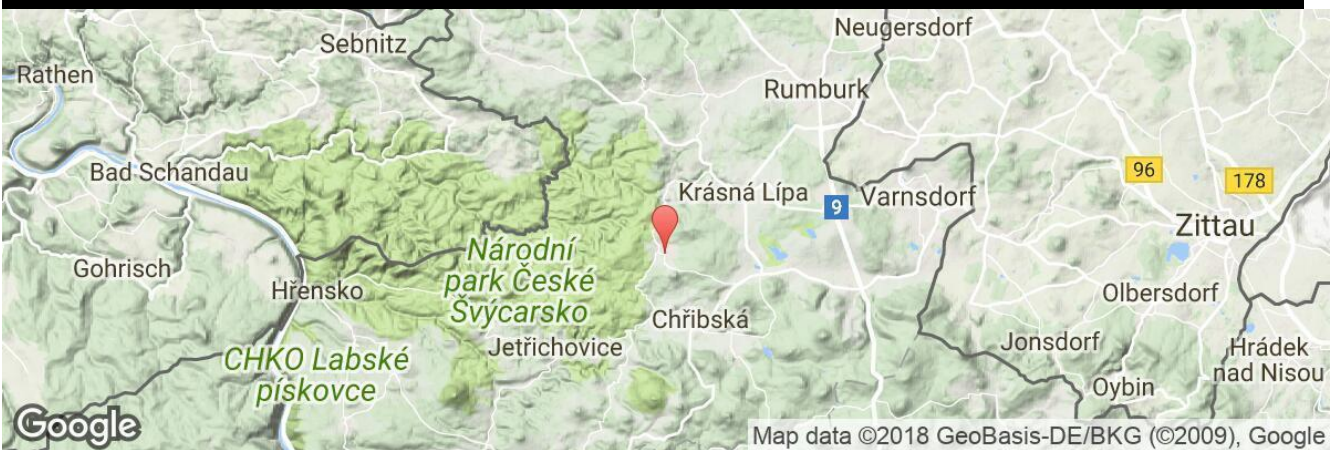 Neugersdorf
Sebnitz
Rathen
Rumburk
Bad Schandau
96
178
Krásná Lípa
9
Varnsdorf
Zittau
Národní
park České
Švýcarsko
Gohrisch
Hřensko
Olbersdorf
Chřibská
Jetřichovice
Jonsdorf
Hrádek
nad Nisou
CHKO Labské
pískovce
Oybin
Google
Map data ©2018 GeoBasis-DE/BKG (©2009), Google